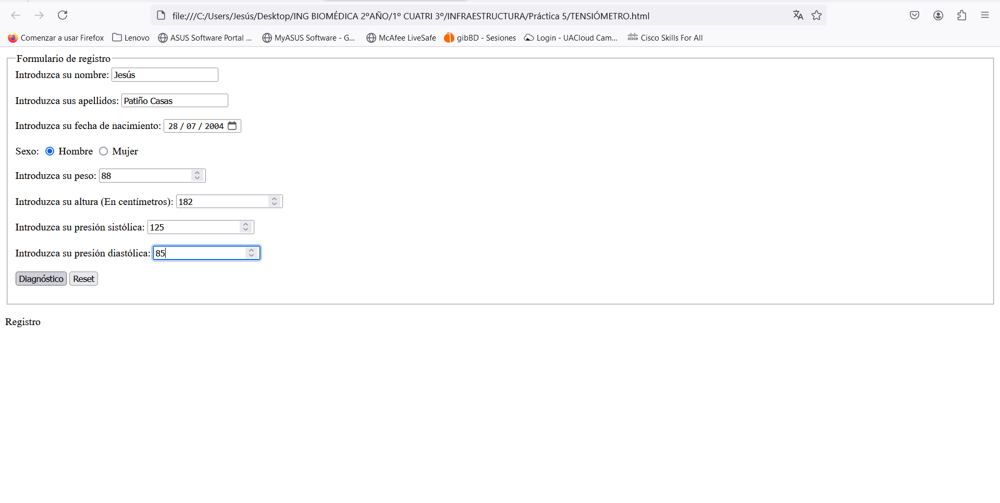 file:///C:/Users/Jesús/Desktop/ING BIOMÉDICA 2ºAÑO/1º CUATRI 3º/INFRAESTRUCTURA/Práctica 5/TENSIÓMETRO.html
Comenzar a usar Firefox Lenovo ASUS Software Portal ... MyASUS Software - G... McAfee LiveSafe gibBD - Sesiones Login - UACloud Cam... Cisco Skills For All
Formulario de registro
Introduzca su nombre: Jesús
Introduzca sus apellidos: Patiño Casas
Introduzca su fecha de nacimiento: 28 / 07 / 2004
Sexo: Hombre Mujer
Introduzca su peso: 88
Introduzca su altura (En centímetros): 182
Introduzca su presión sistólica: 125
Introduzca su presión diastólica: 85
Diagnóstico Reset
Registro